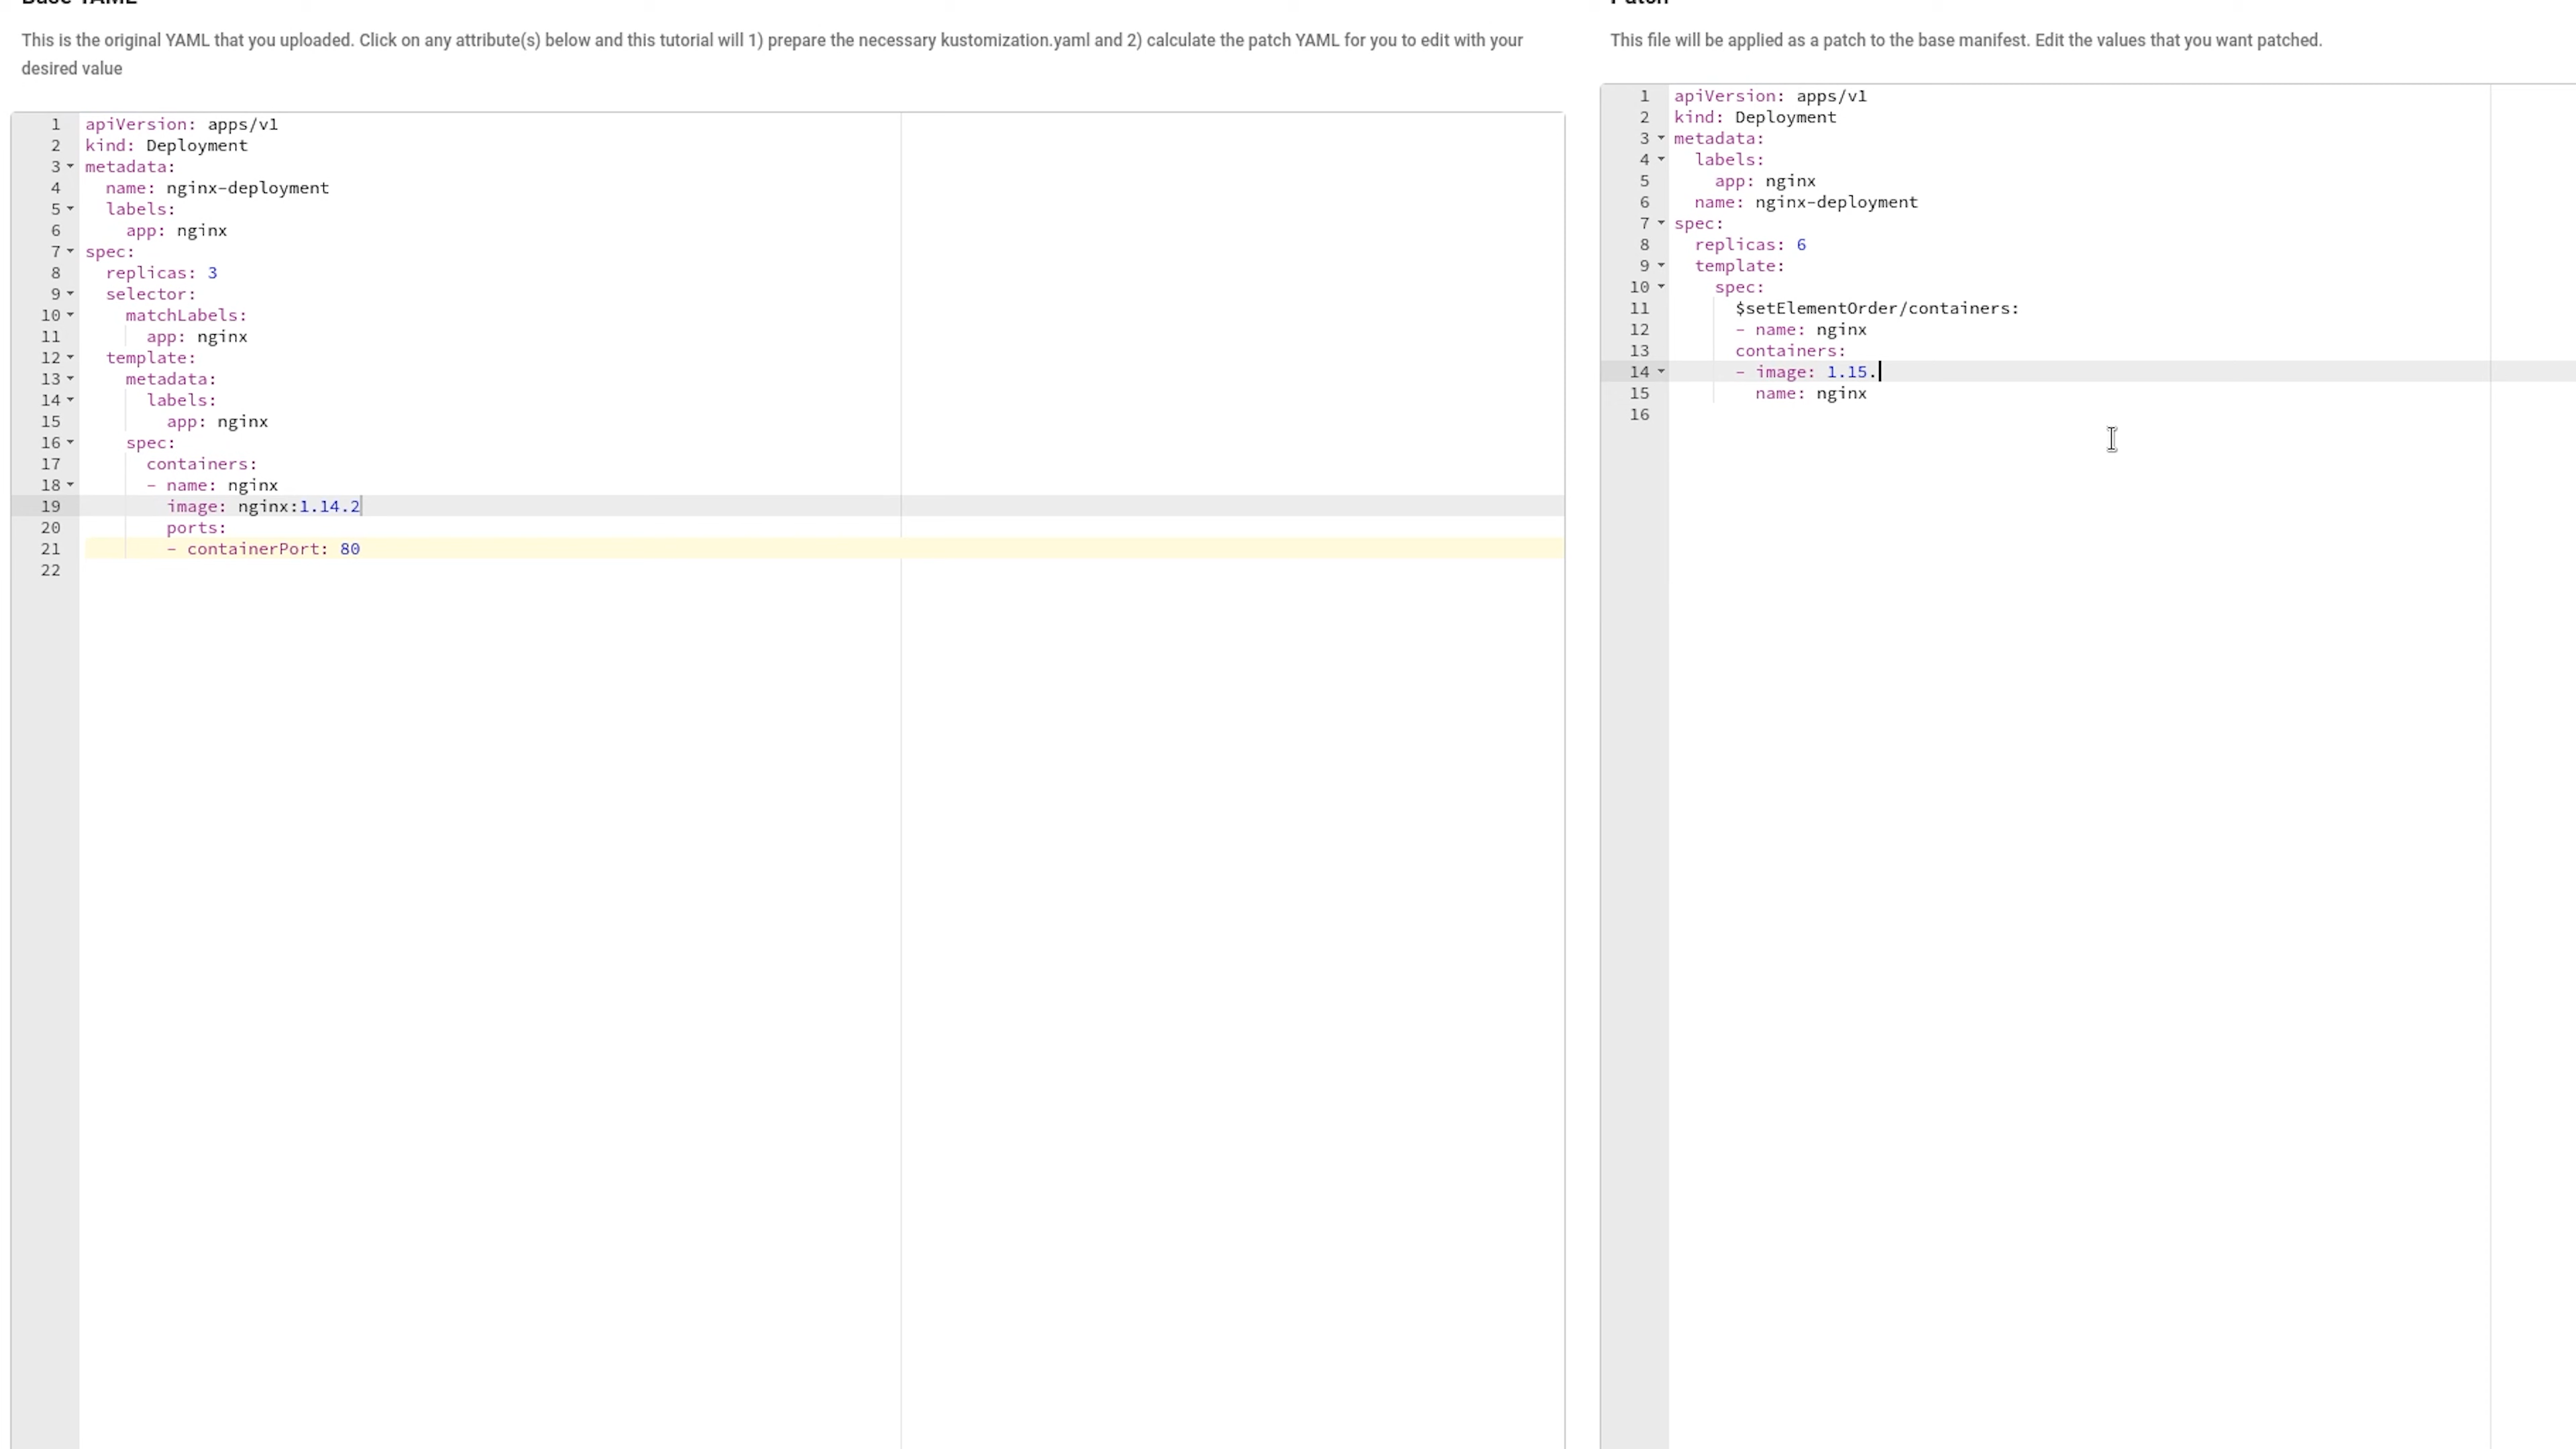 Base YAML
This is the original YAML that you uploaded. Click on any attribute(s) below and this tutorial will 1) prepare the necessary kustomization.yaml and 2) calculate the patch YAML for you to edit with your
desired value
1 apiVersion: apps/v1
2 kind: Deployment
3 metadata:
4   name: nginx-deployment
5   labels:
6     app: nginx
7 spec:
8   replicas: 3
9   selector:
10     matchLabels:
11       app: nginx
12   template:
13     metadata:
14       labels:
15         app: nginx
16     spec:
17       containers:
18       - name: nginx
19         image: nginx:1.14.2
20         ports:
21         - containerPort: 80
22
Patch
This file will be applied as a patch to the base manifest. Edit the values that you want patched.
1 apiVersion: apps/v1
2 kind: Deployment
3 metadata:
4   labels:
5     app: nginx
6   name: nginx-deployment
7 spec:
8   replicas: 6
9   template:
10     spec:
11       $setElementOrder/containers:
12       - name: nginx
13       containers:
14       - image: 1.15.
15         name: nginx
16